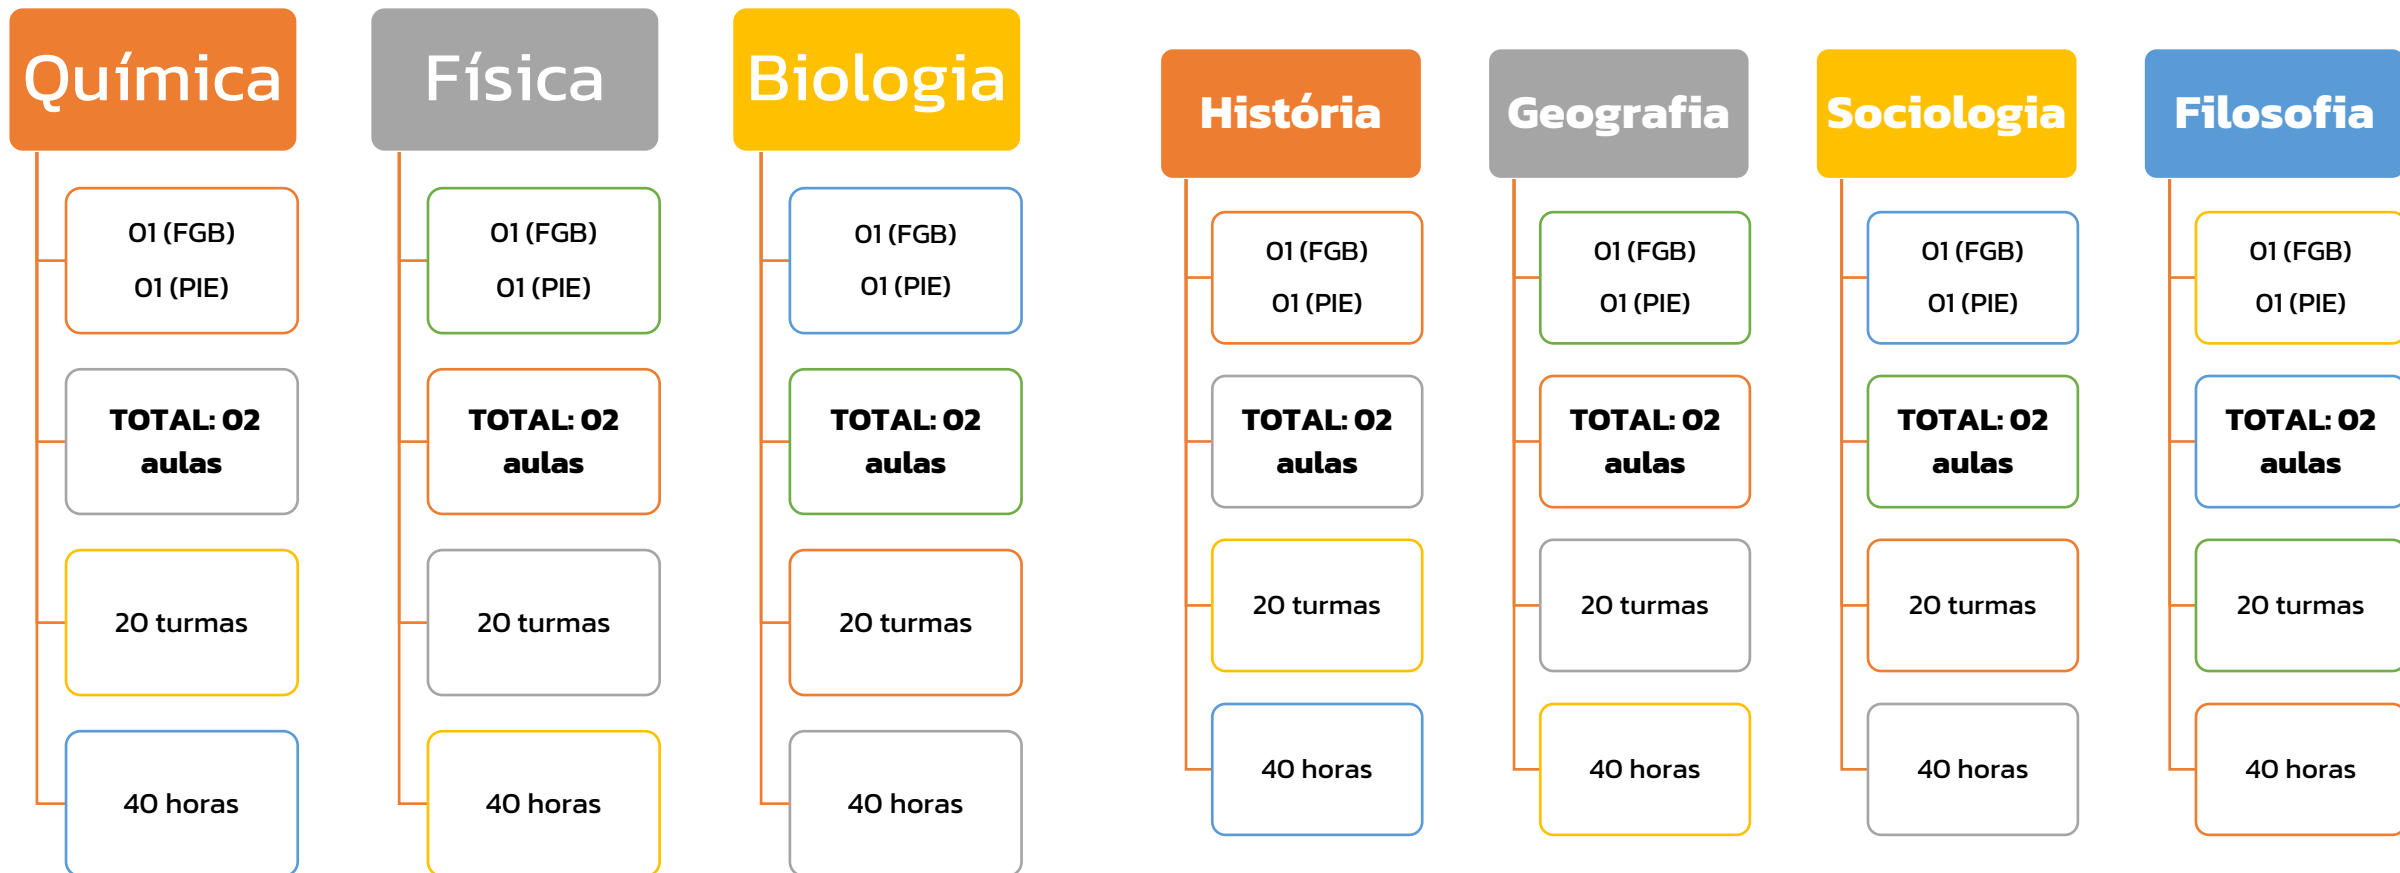 Química
01 (FGB)
01 (PIE)
TOTAL: 02
aulas
20 turmas
40 horas
Física
01 (FGB)
01 (PIE)
TOTAL: 02
aulas
20 turmas
40 horas
Biologia
01 (FGB)
01 (PIE)
TOTAL: 02
aulas
20 turmas
40 horas
História
01 (FGB)
01 (PIE)
TOTAL: 02
aulas
20 turmas
40 horas
Geografia
01 (FGB)
01 (PIE)
TOTAL: 02
aulas
20 turmas
40 horas
Sociologia
01 (FGB)
01 (PIE)
TOTAL: 02
aulas
20 turmas
40 horas
Filosofia
01 (FGB)
01 (PIE)
TOTAL: 02
aulas
20 turmas
40 horas